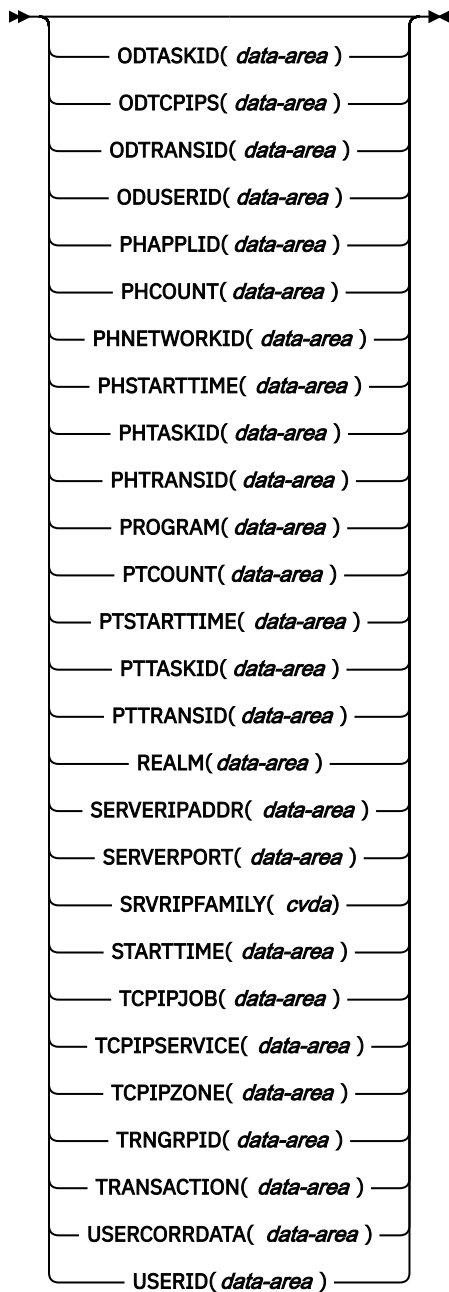 ODTASKID( data-area )
ODTCPIPS( data-area )
ODTRANSID( data-area )
ODUSERID( data-area )
PHAPPLID( data-area )
PHCOUNT( data-area )
PHNETWORKID( data-area )
PHSTARTTIME( data-area )
PHTASKID( data-area )
PHTRANSID( data-area )
PROGRAM( data-area )
PTCOUNT( data-area )
PTSTARTTIME( data-area )
PTTASKID( data-area )
PTTRANSID( data-area )
REALM( data-area )
SERVERIPADDR( data-area )
SERVERPORT( data-area )
SRVRIPFAMILY( cvda)
STARTTIME( data-area )
TCPIPJOB( data-area )
TCPIPSERVICE( data-area )
TCPIPZONE( data-area )
TRNGRPID( data-area )
TRANSACTION( data-area )
USERCORRDATA( data-area )
USERID( data-area )